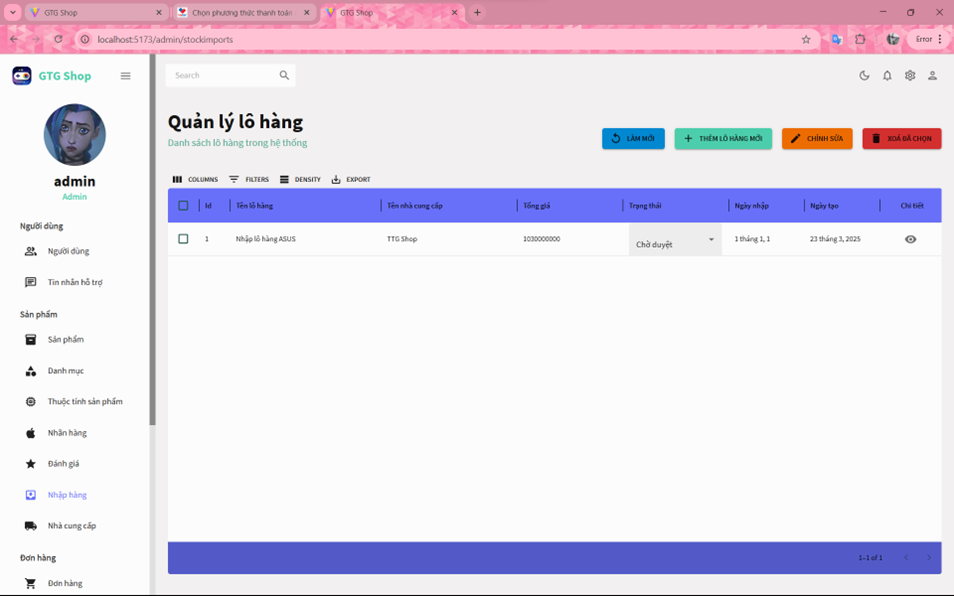 GTG Shop
Chọn phương thức thanh toán
GTG Shop
localhost:5173/admin/stockimports
Error
GTG Shop
admin
Admin
Người dùng
Người dùng
Tin nhắn hỗ trợ
Sản phẩm
Sản phẩm
Danh mục
Thuộc tính sản phẩm
Nhãn hàng
Đánh giá
Nhập hàng
Nhà cung cấp
Đơn hàng
Đơn hàng
Search
Quản lý lô hàng
Danh sách lô hàng trong hệ thống
LÀM MỚI
THÊM LÔ HÀNG MỚI
CHỈNH SỬA
XOÁ ĐÃ CHỌN
COLUMNS FILTERS DENSITY EXPORT
Id Tên lô hàng Tên nhà cung cấp Tổng giá Trạng thái Ngày nhập Ngày tạo Chi tiết
1 Nhập lô hàng ASUS TTG Shop 1030000000 Chờ duyệt 1 tháng 1, 1 23 tháng 3, 2025
1–1 of 1